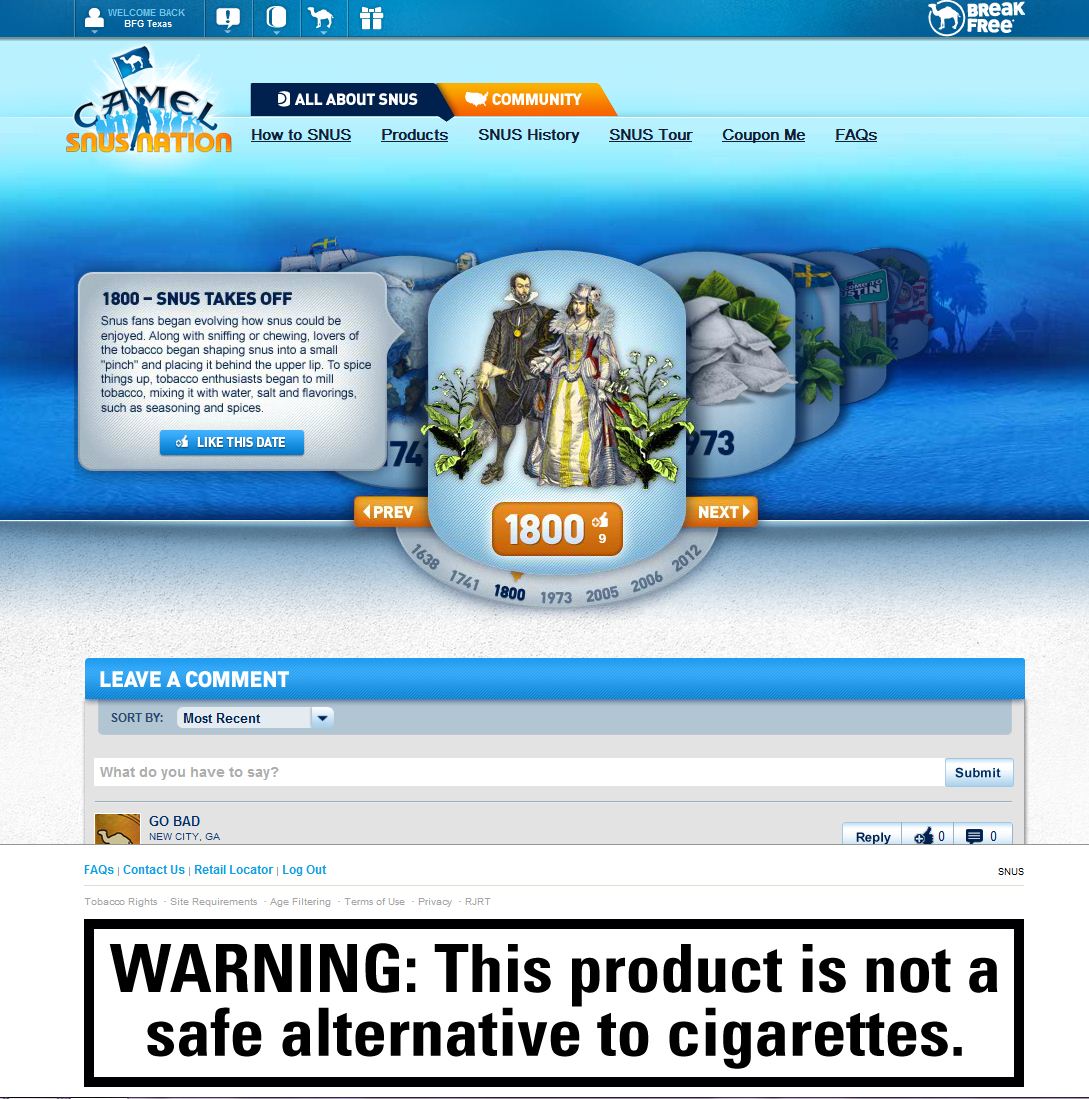 WELCOME BACK
BFG Texas
BREAK
FREE
CAMEL
SNUS NATION
ALL ABOUT SNUS
COMMUNITY
How to SNUS
Products
SNUS History
SNUS Tour
Coupon Me
FAQs
1800 – SNUS TAKES OFF
Snus fans began evolving how snus could be
enjoyed. Along with sniffing or chewing, lovers of
the tobacco began shaping snus into a small
"pinch" and placing it behind the upper lip. To spice
things up, tobacco enthusiasts began to mill
tobacco, mixing it with water, salt and flavorings,
such as seasoning and spices.
LIKE THIS DATE
174
973
PREV
1800
9
NEXT
1638
1741
1800
1973
2005
2006
2012
LEAVE A COMMENT
SORT BY:
Most Recent
What do you have to say?
Submit
GO BAD
NEW CITY, GA
Reply
0
0
FAQs | Contact Us | Retail Locator | Log Out
SNUS
Tobacco Rights - Site Requirements - Age Filtering - Terms of Use - Privacy - RJRT
WARNING: This product is not a
safe alternative to cigarettes.